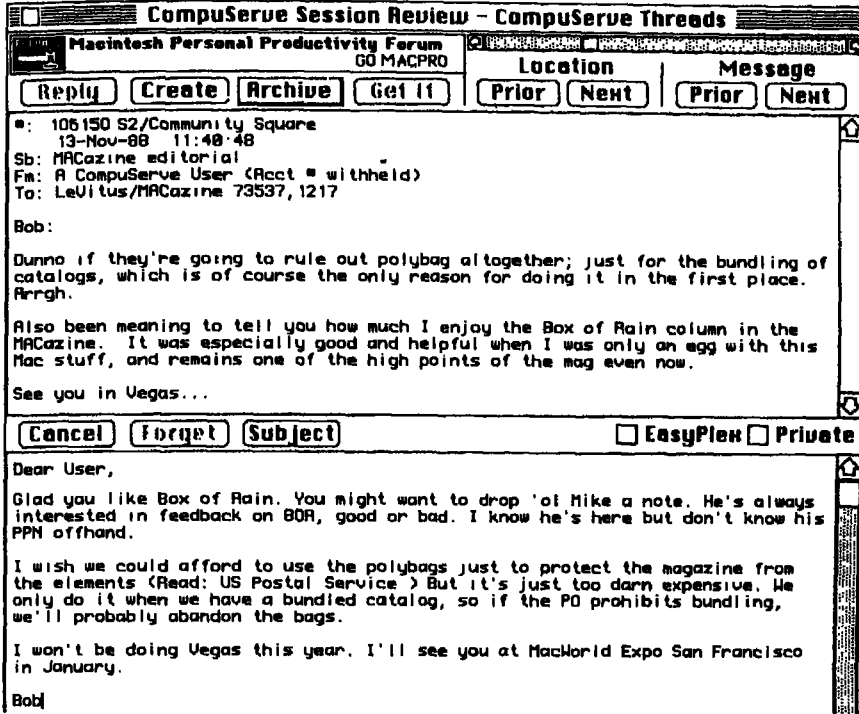 CompuServe Session Review – CompuServe Threads
Macintosh Personal Productivity Forum
GO MACPRO
Location
Message
Reply Create Archive Get It Prior Next Prior Next
#: 106150 S2/Community Square
13-Nov-88 11:40:48
Sb: MACazine editorial
Fm: A CompuServe User (Acct # withheld)
To: LeVitus/MACazine 73537,1217
Bob:
Dunno if they're going to rule out polybag altogether; just for the bundling of
catalogs, which is of course the only reason for doing it in the first place.
Arrgh.
Also been meaning to tell you how much I enjoy the Box of Rain column in the
MACazine. It was especially good and helpful when I was only an egg with this
Mac stuff, and remains one of the high points of the mag even now.
See you in Vegas...
Cancel Forget Subject EasyPlex Private
Dear User,
Glad you like Box of Rain. You might want to drop 'ol Mike a note. He's always
interested in feedback on BOR, good or bad. I know he's here but don't know his
PPN offhand.
I wish we could afford to use the polybags just to protect the magazine from
the elements (Read: US Postal Service ) But it's just too darn expensive. We
only do it when we have a bundled catalog, so if the PO prohibits bundling,
we'll probably abandon the bags.
I won't be doing Vegas this year. I'll see you at MacWorld Expo San Francisco
in January.
Bob